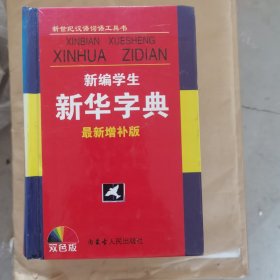 新世纪汉语词语工具书
XINBIAN XUESHENG
XINHUA ZIDIAN
新编学生
新华字典
最新增补版
双色版
内蒙古人民出版社